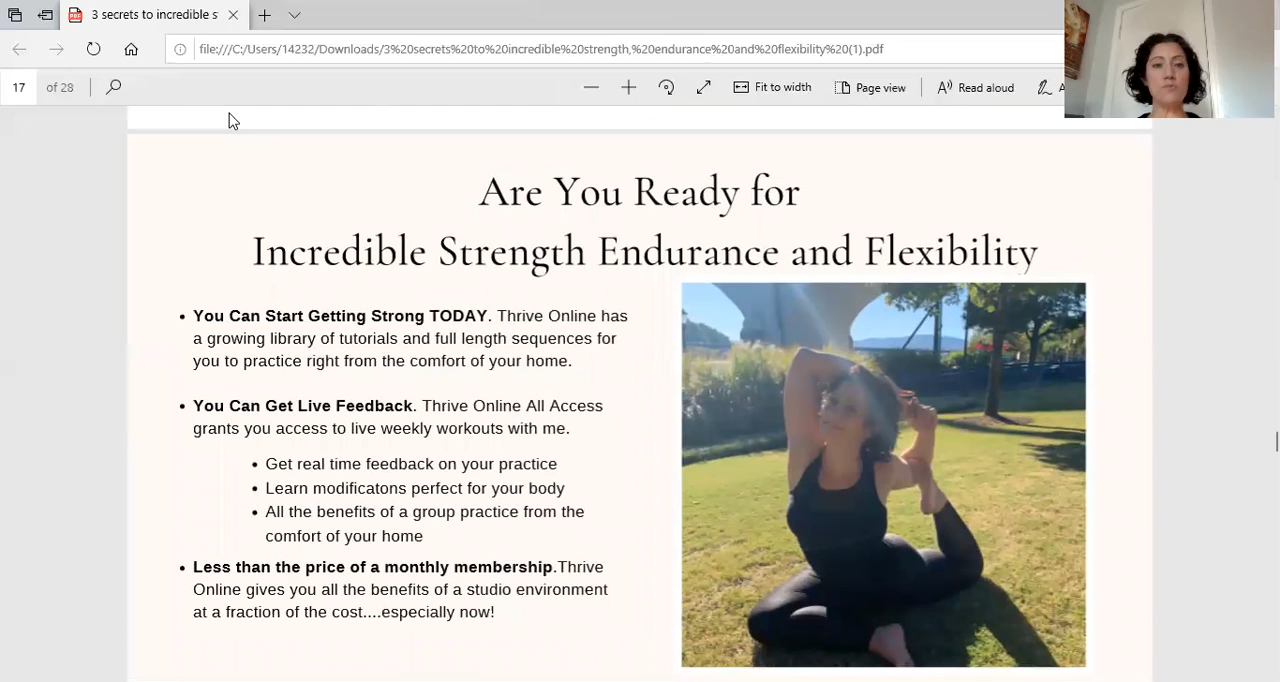 3 secrets to incredible s
file:///C:/Users/14232/Downloads/3%20secrets%20to%20incredible%20strength,%20endurance%20and%20flexibility%20(1).pdf
17 of 28
Fit to width
Page view
Read aloud
Are You Ready for
Incredible Strength Endurance and Flexibility
• You Can Start Getting Strong TODAY. Thrive Online has
a growing library of tutorials and full length sequences for
you to practice right from the comfort of your home.
• You Can Get Live Feedback. Thrive Online All Access
grants you access to live weekly workouts with me.
• Get real time feedback on your practice
• Learn modificatons perfect for your body
• All the benefits of a group practice from the
comfort of your home
• Less than the price of a monthly membership.Thrive
Online gives you all the benefits of a studio environment
at a fraction of the cost....especially now!